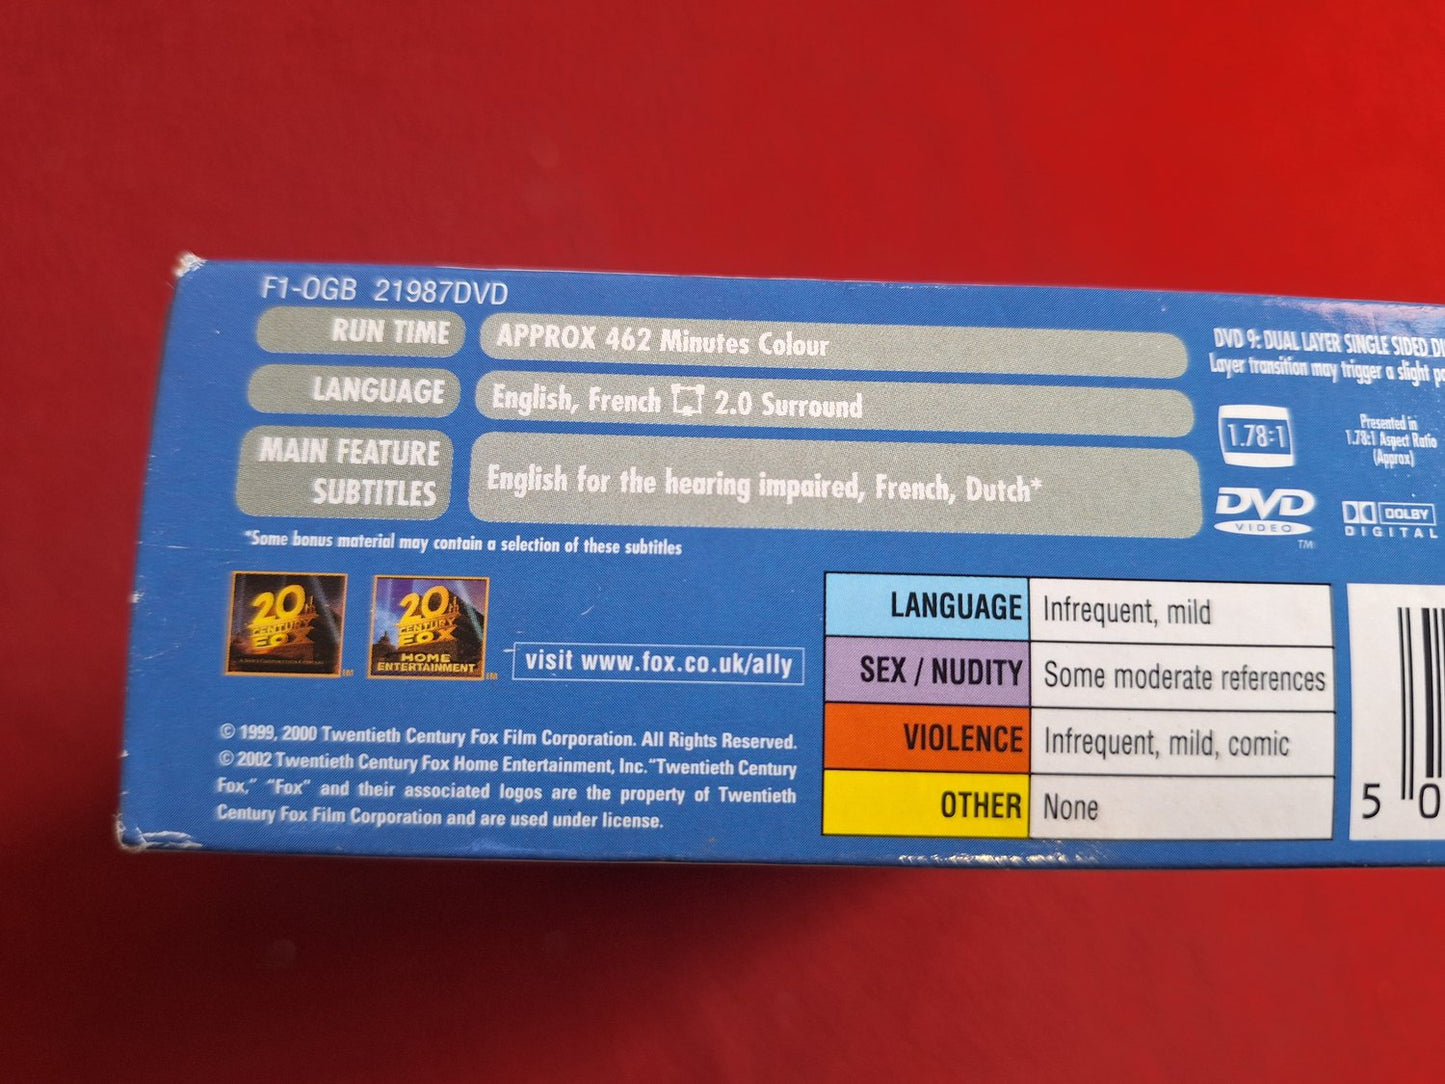 F1-OGB 21987DVD
RUN TIME APPROX 462 Minutes Colour
LANGUAGE English, French 2.0 Surround
MAIN FEATURE
SUBTITLES English for the hearing impaired, French, Dutch*
*Some bonus material may contain a selection of these subtitles
DVD 9: DUAL LAYER SINGLE SIDED
Layer transition may trigger a slight
1.78:1
Presented in
1.78:1 Aspect Ratio
(Approx)
DVD
VIDEO
TM
DOLBY
DIGITAL
20
CENTURY
FOX
TM
20
CENTURY
FOX
HOME
ENTERTAINMENT
TM
visit www.fox.co.uk/ally
© 1999, 2000 Twentieth Century Fox Film Corporation. All Rights Reserved.
© 2002 Twentieth Century Fox Home Entertainment, Inc. "Twentieth Century
Fox," "Fox" and their associated logos are the property of Twentieth
Century Fox Film Corporation and are used under license.
LANGUAGE Infrequent, mild
SEX / NUDITY Some moderate references
VIOLENCE Infrequent, mild, comic
OTHER None
5 0